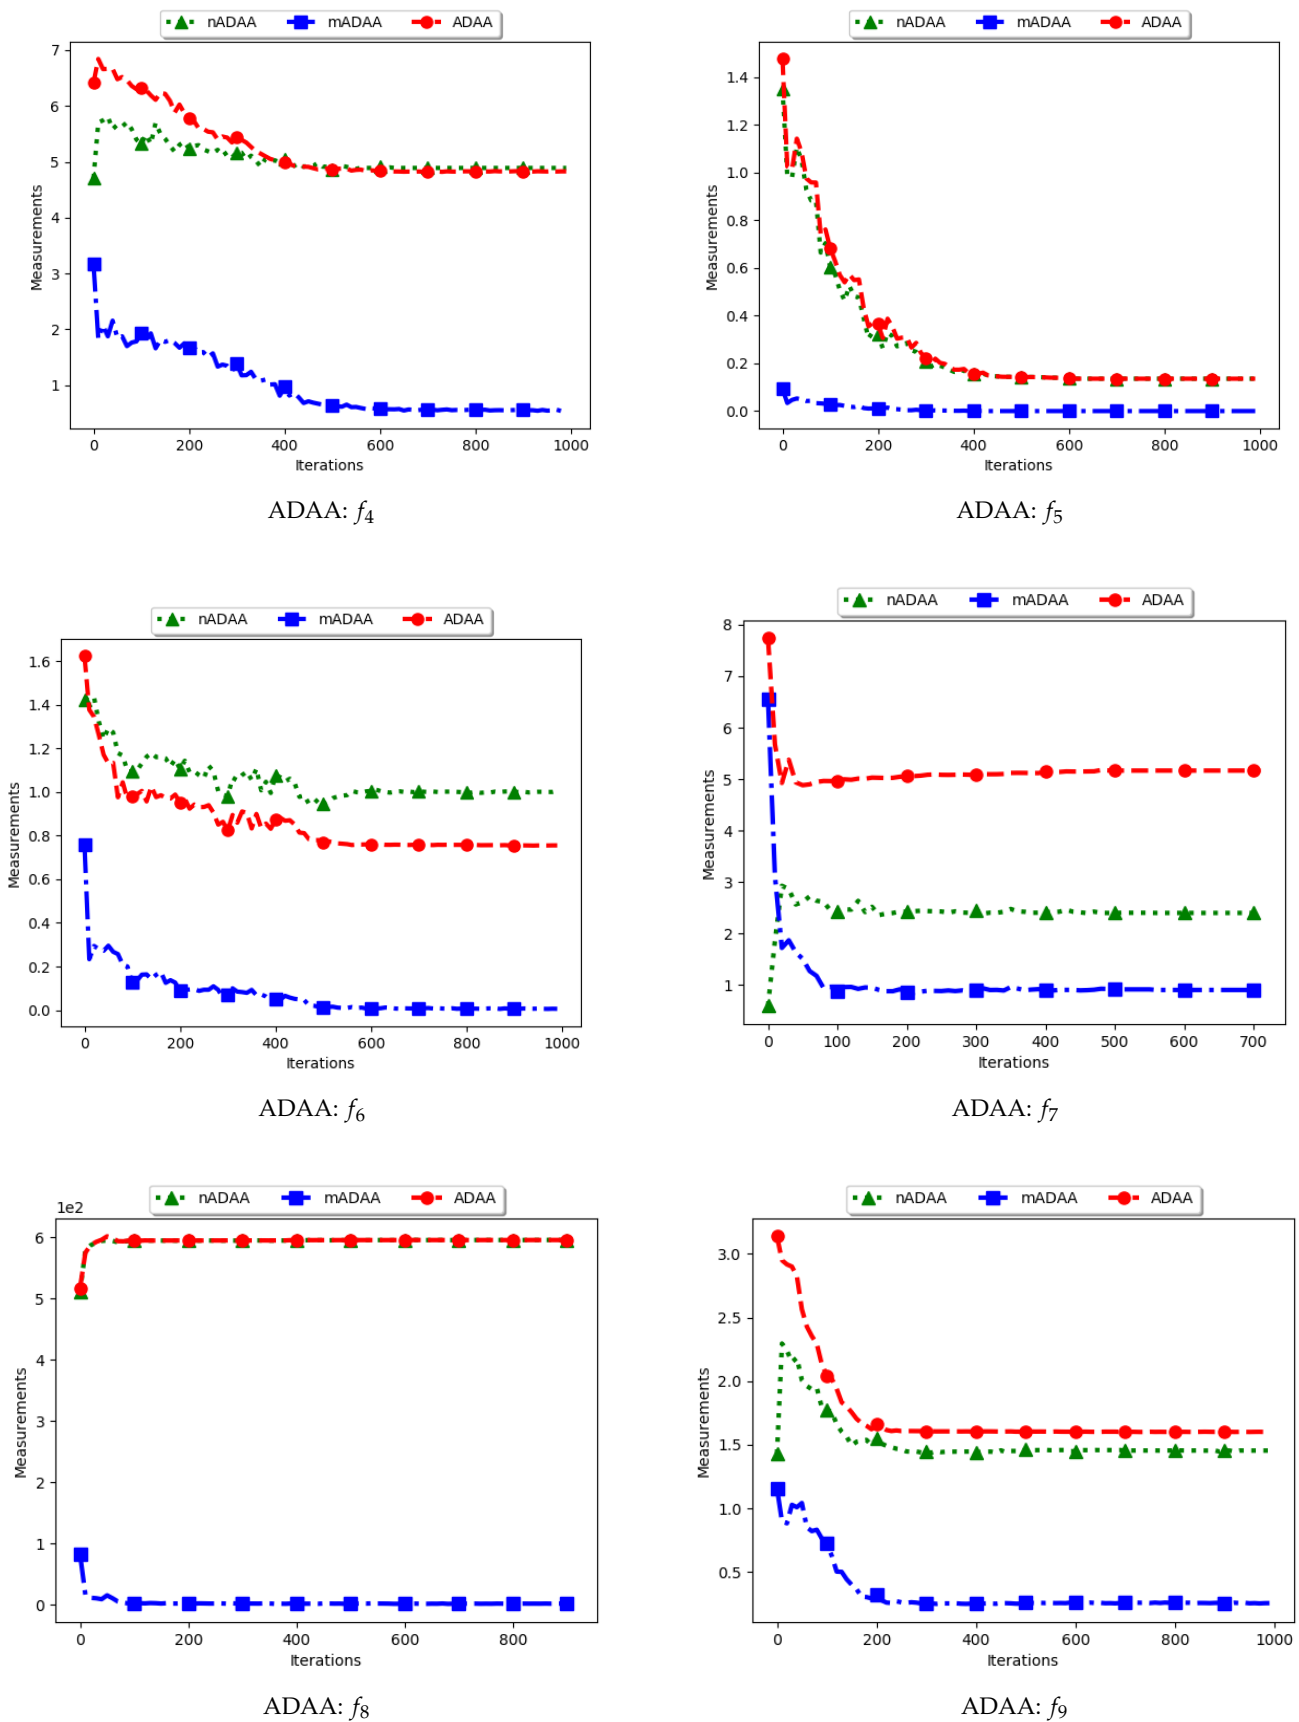 nADAA mADAA ADAA
7
6
5
4
3
2
1
Measurements
0 200 400 600 800 1000
Iterations
ADAA: f4
nADAA mADAA ADAA
1.4
1.2
1.0
0.8
0.6
0.4
0.2
0.0
Measurements
0 200 400 600 800 1000
Iterations
ADAA: f5
nADAA mADAA ADAA
1.6
1.4
1.2
1.0
0.8
0.6
0.4
0.2
0.0
Measurements
0 200 400 600 800 1000
Iterations
ADAA: f6
nADAA mADAA ADAA
8
7
6
5
4
3
2
1
Measurements
0 100 200 300 400 500 600 700
Iterations
ADAA: f7
nADAA mADAA ADAA
1e2
6
5
4
3
2
1
0
Measurements
0 200 400 600 800
Iterations
ADAA: f8
nADAA mADAA ADAA
3.0
2.5
2.0
1.5
1.0
0.5
Measurements
0 200 400 600 800 1000
Iterations
ADAA: f9